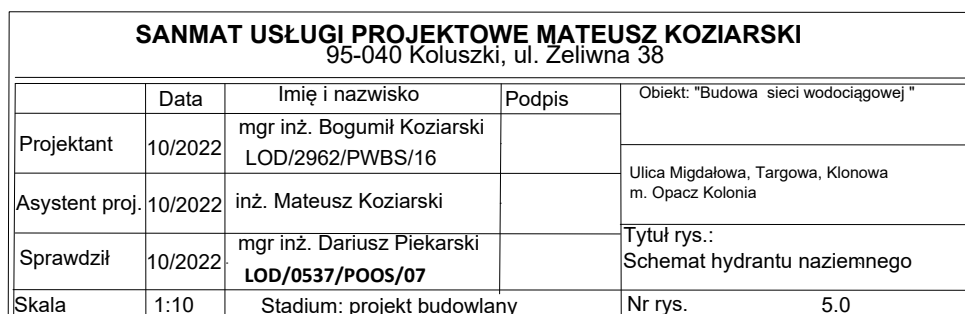 SANMAT USŁUGI PROJEKTOWE MATEUSZ KOZIARSKI
95-040 Koluszki, ul. Żeliwna 38
Data Imię i nazwisko Podpis
Obiekt: "Budowa sieci wodociągowej "
Projektant 10/2022 mgr inż. Bogumił Koziarski
LOD/2962/PWBS/16
Ulica Migdałowa, Targowa, Klonowa
m. Opacz Kolonia
Asystent proj. 10/2022 inż. Mateusz Koziarski
Sprawdził 10/2022 mgr inż. Dariusz Piekarski
LOD/0537/POOS/07
Tytuł rys.:
Schemat hydrantu naziemnego
Skala 1:10 Stadium: projekt budowlany Nr rys. 5.0